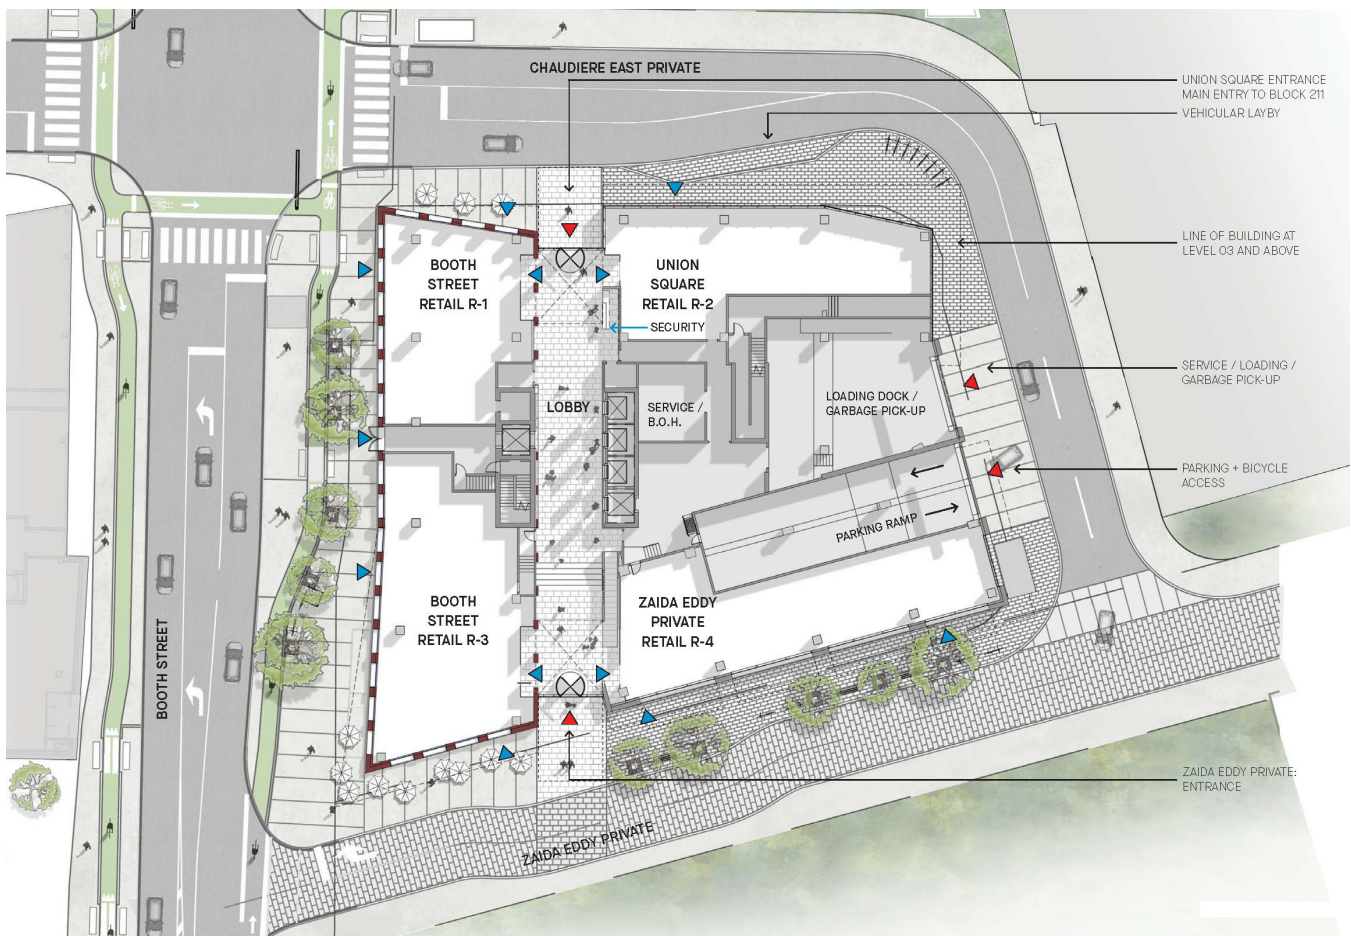 CHAUDIERE EAST PRIVATE
UNION SQUARE ENTRANCE
MAIN ENTRY TO BLOCK 211
VEHICULAR LAYBY
LINE OF BUILDING AT
LEVEL 03 AND ABOVE
BOOTH
STREET
RETAIL R-1
UNION
SQUARE
RETAIL R-2
SECURITY
SERVICE / LOADING /
GARBAGE PICK-UP
LOBBY
SERVICE /
B.O.H.
LOADING DOCK /
GARBAGE PICK-UP
PARKING + BICYCLE
ACCESS
PARKING RAMP
BOOTH
STREET
RETAIL R-3
ZAIDA EDDY
PRIVATE
RETAIL R-4
BOOTH STREET
ZAIDA EDDY PRIVATE:
ENTRANCE
ZAIDA EDDY PRIVATE